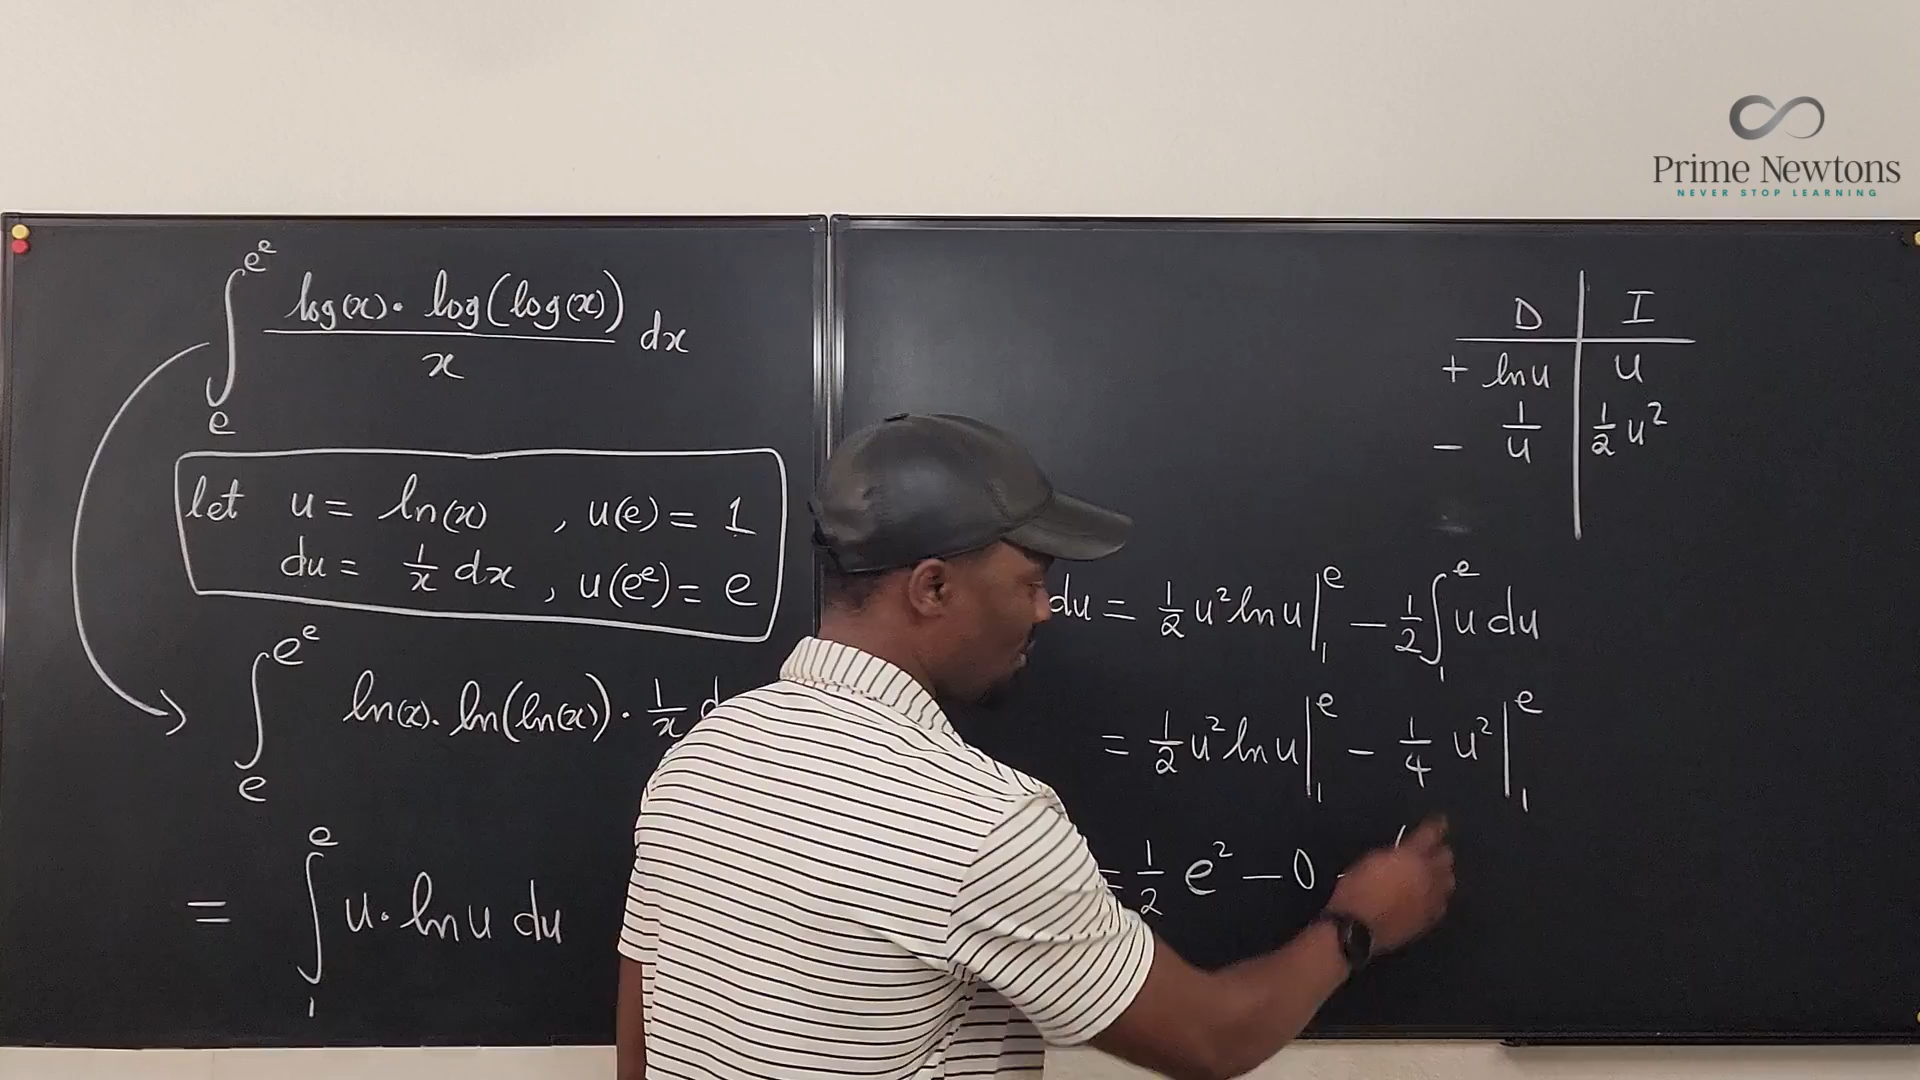 Prime Newtons
NEVER STOP LEARNING
∫_e^{e^e} log(x)·log(log(x)) / x dx
let u = ln(x) , u(e) = 1
du = 1/x dx , u(e^e) = e
∫_e^{e^e} ln(x)·ln(ln(x))·1/x d
= ∫_1^e u·ln u du
D | I
+ ln u | u
- 1/u | 1/2 u²
du = 1/2 u² ln u |_1^e - 1/2 ∫_1^e u du
= 1/2 u² ln u |_1^e - 1/4 u² |_1^e
= 1/2 e² - 0 -